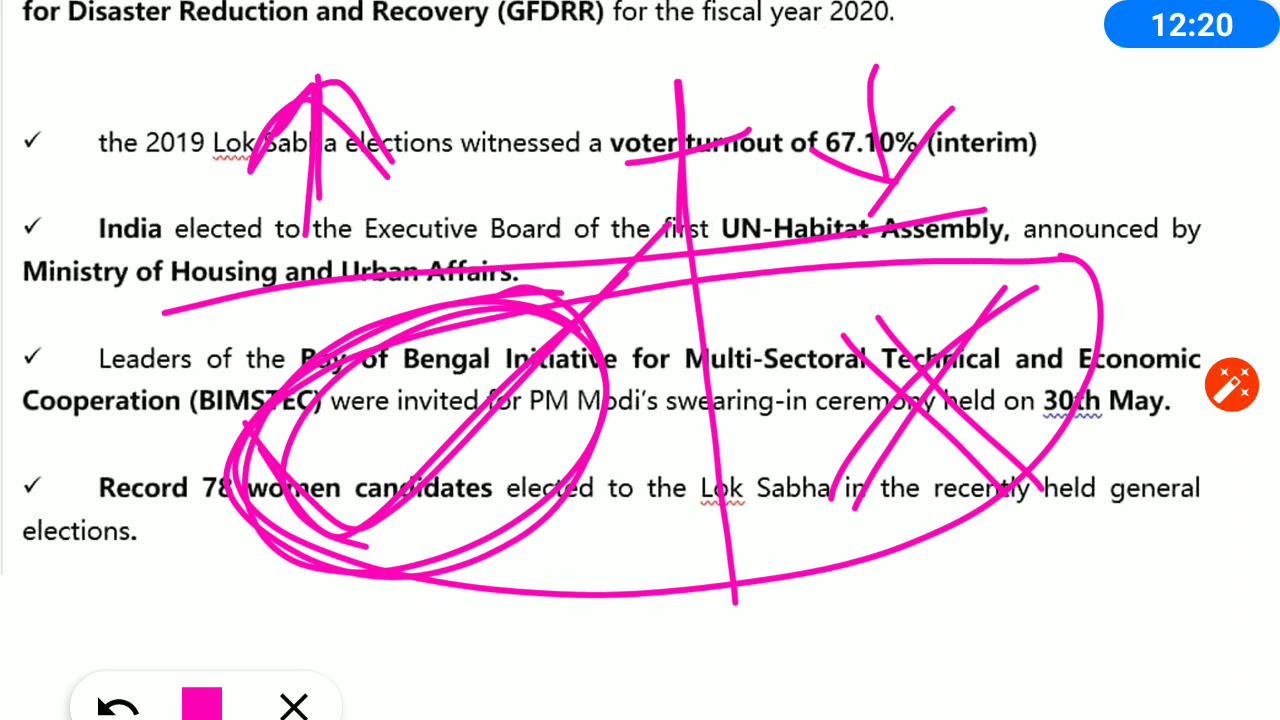 for Disaster Reduction and Recovery (GFDRR) for the fiscal year 2020.
12:20
✓ the 2019 Lok Sabha elections witnessed a voter turnout of 67.10% (interim)
✓ India elected to the Executive Board of the first UN-Habitat Assembly, announced by
Ministry of Housing and Urban Affairs.
✓ Leaders of the Bay of Bengal Initiative for Multi-Sectoral Technical and Economic
Cooperation (BIMSTEC) were invited for PM Modi’s swearing-in ceremony held on 30th May.
✓ Record 78 women candidates elected to the Lok Sabha in the recently held general
elections.